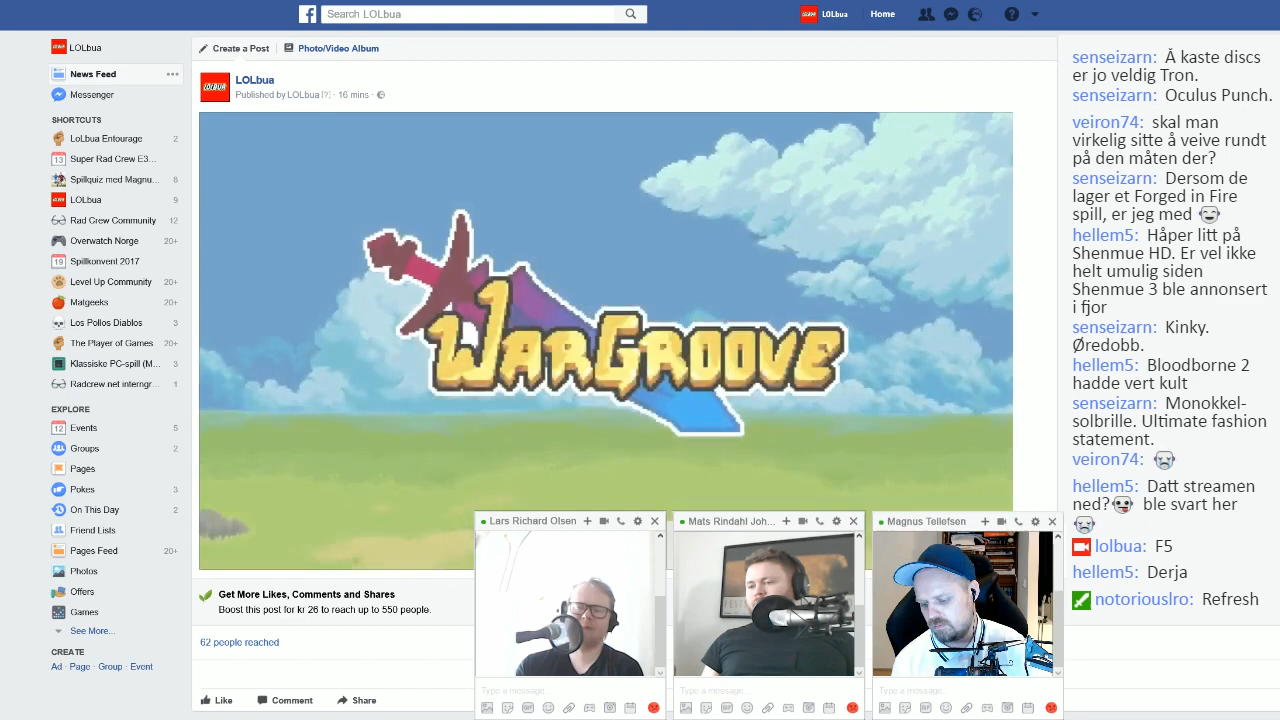 Search LOLbua
LOLbua
Home
LOLbua
News Feed
Messenger
SHORTCUTS
LoLbua Entourage 2
Super Rad Crew E3...
Spillquiz med Magnu... 8
LOLbua 9
Rad Crew Community 12
Overwatch Norge 20+
Spillkonvent 2017
Level Up Community 20+
Matgeeks 20+
Los Pollos Diablos 3
The Player of Games 20+
Klassiske PC-spill (M... 3
Radcrew.net interngr... 1
EXPLORE
Events 5
Groups 2
Pages
Pokes 3
On This Day 2
Friend Lists
Pages Feed 20+
Photos
Offers
Games
See More...
CREATE
Ad · Page · Group · Event
Create a Post
Photo/Video Album
LOLbua
Published by LOLbua [?] · 16 mins ·
WARGROOVE
Get More Likes, Comments and Shares
Boost this post for kr 26 to reach up to 550 people.
62 people reached
Like Comment Share
Lars Richard Olsen
Type a message...
Mats Rindahl Joh...
Type a message...
Magnus Tellefsen
Type a message...
senseizarn: Å kaste discs
er jo veldig Tron.
senseizarn: Oculus Punch.
veiron74: skal man
virkelig sitte å veive rundt
på den måten der?
senseizarn: Dersom de
lager et Forged in Fire
spill, er jeg med
hellem5: Håper litt på
Shenmue HD. Er vel ikke
helt umulig siden
Shenmue 3 ble annonsert
i fjor
senseizarn: Kinky.
Øredobb.
hellem5: Bloodborne 2
hadde vert kult
senseizarn: Monokkel-
solbrille. Ultimate fashion
statement.
veiron74:
hellem5: Datt streamen
ned? ble svart her
lolbua: F5
hellem5: Derja
notoriouslro: Refresh